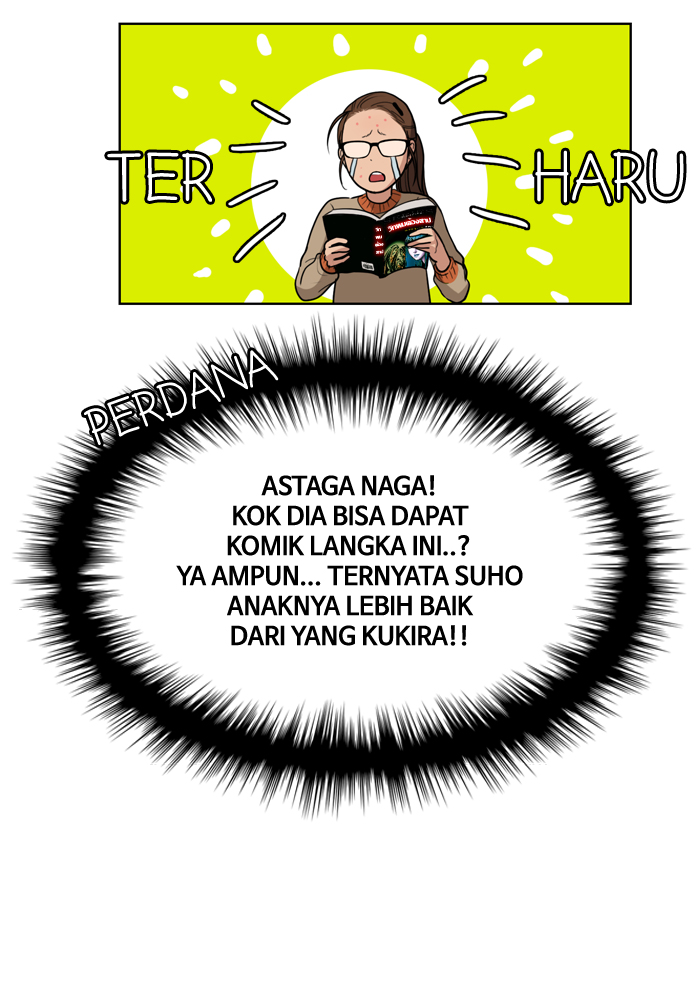 TER HARU
PERDANA
ASTAGA NAGA!
KOK DIA BISA DAPAT
KOMIK LANGKA INI..?
YA AMPUN... TERNYATA SUHO
ANAKNYA LEBIH BAIK
DARI YANG KUKIRA!!